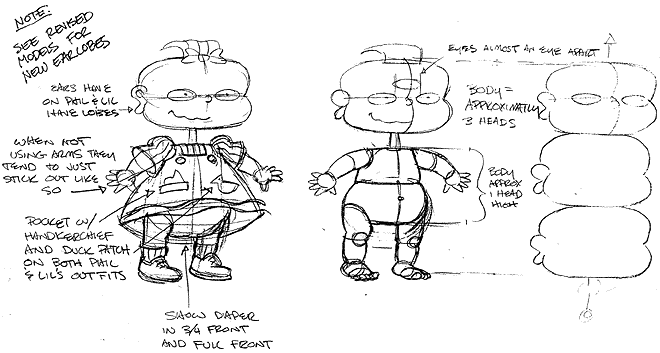 NOTE:
SEE REVISED
MODELS FOR
NEW EARLOBES
EARS HAVE
ON PHIL & LIL
HAVE LOBES
WHEN NOT
USING ARMS THEY
TEND TO JUST
STICK OUT LIKE
SO
POCKET W/
HANDKERCHIEF
AND DUCK PATCH
ON BOTH PHIL
& LIL'S OUTFITS
SHOW DIAPER
IN 3/4 FRONT
AND FULL FRONT
EYES ALMOST AN EYE APART
BODY =
APPROXIMATLY
3 HEADS
BODY
APPROX
1 HEAD
HIGH